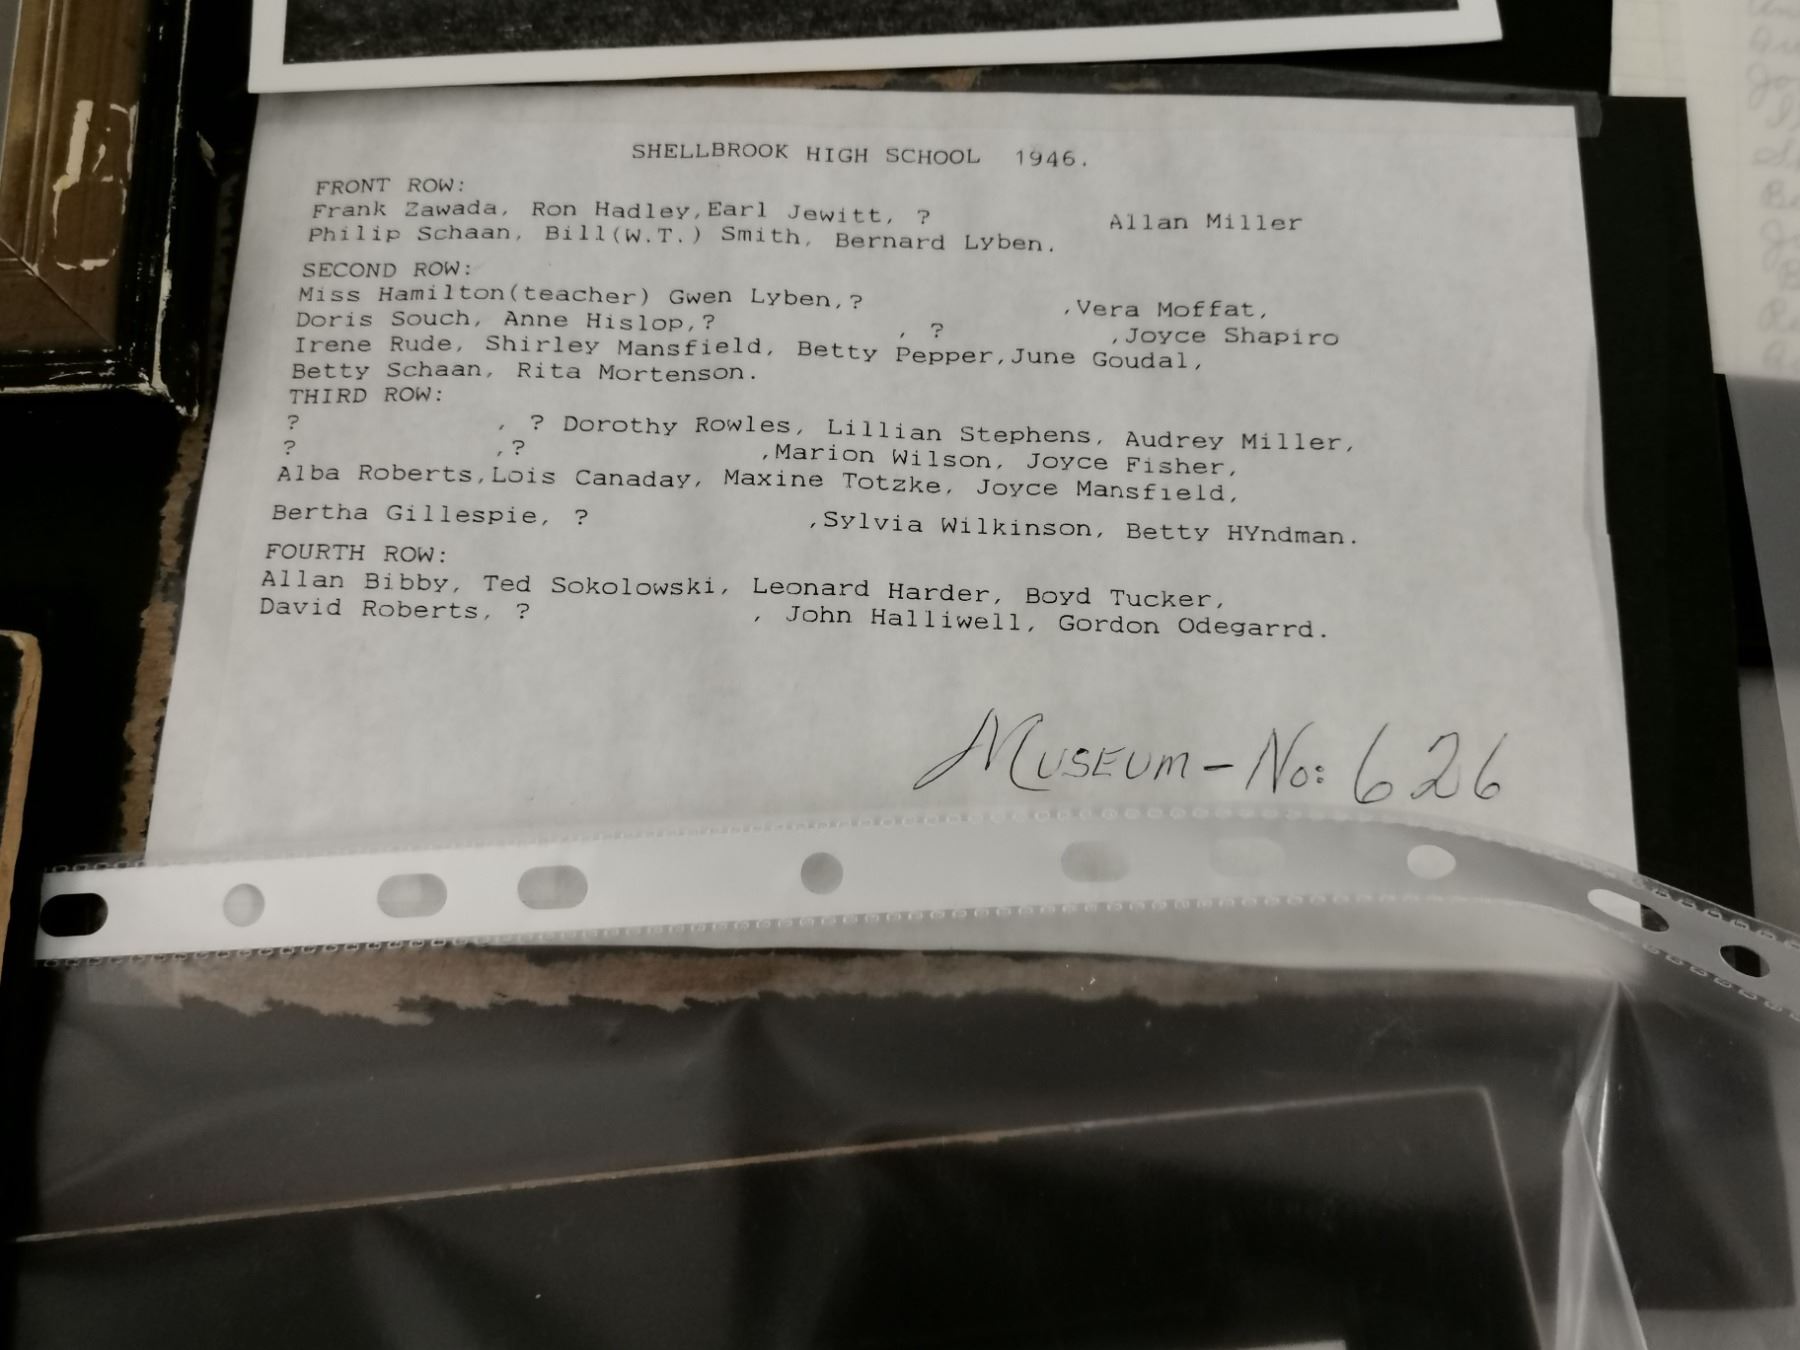 SHELLBROOK HIGH SCHOOL 1946.
FRONT ROW:
Frank Zawada, Ron Hadley,Earl Jewitt, ? Allan Miller
Philip Schaan, Bill(W.T.) Smith, Bernard Lyben.
SECOND ROW:
Miss Hamilton(teacher) Gwen Lyben,? ,Vera Moffat,
Doris Souch, Anne Hislop,? , ? ,Joyce Shapiro
Irene Rude, Shirley Mansfield, Betty Pepper,June Goudal,
Betty Schaan, Rita Mortenson.
THIRD ROW:
? , ? Dorothy Rowles, Lillian Stephens, Audrey Miller,
? ,? ,Marion Wilson, Joyce Fisher,
Alba Roberts,Lois Canaday, Maxine Totzke, Joyce Mansfield,
Bertha Gillespie, ? ,Sylvia Wilkinson, Betty HYndman.
FOURTH ROW:
Allan Bibby, Ted Sokolowski, Leonard Harder, Boyd Tucker,
David Roberts, ? , John Halliwell, Gordon Odegarrd.
MUSEUM - No: 626